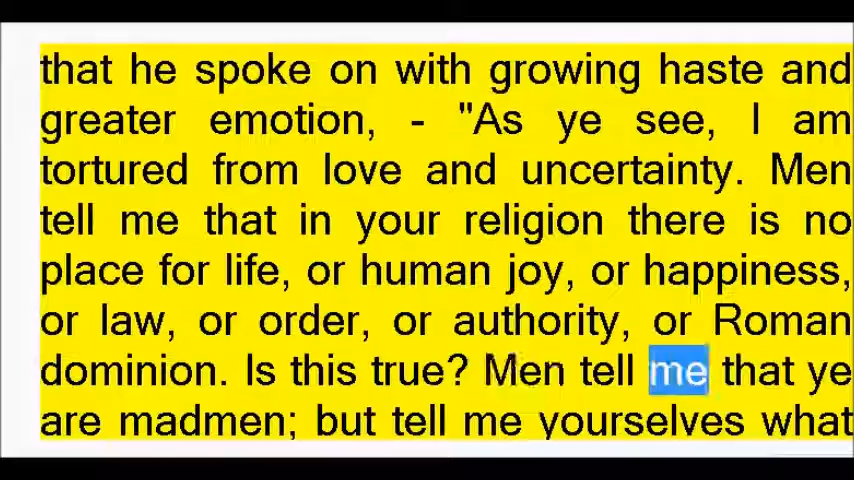 that he spoke on with growing haste and
greater emotion, - "As ye see, I am
tortured from love and uncertainty. Men
tell me that in your religion there is no
place for life, or human joy, or happiness,
or law, or order, or authority, or Roman
dominion. Is this true? Men tell me that ye
are madmen; but tell me yourselves what